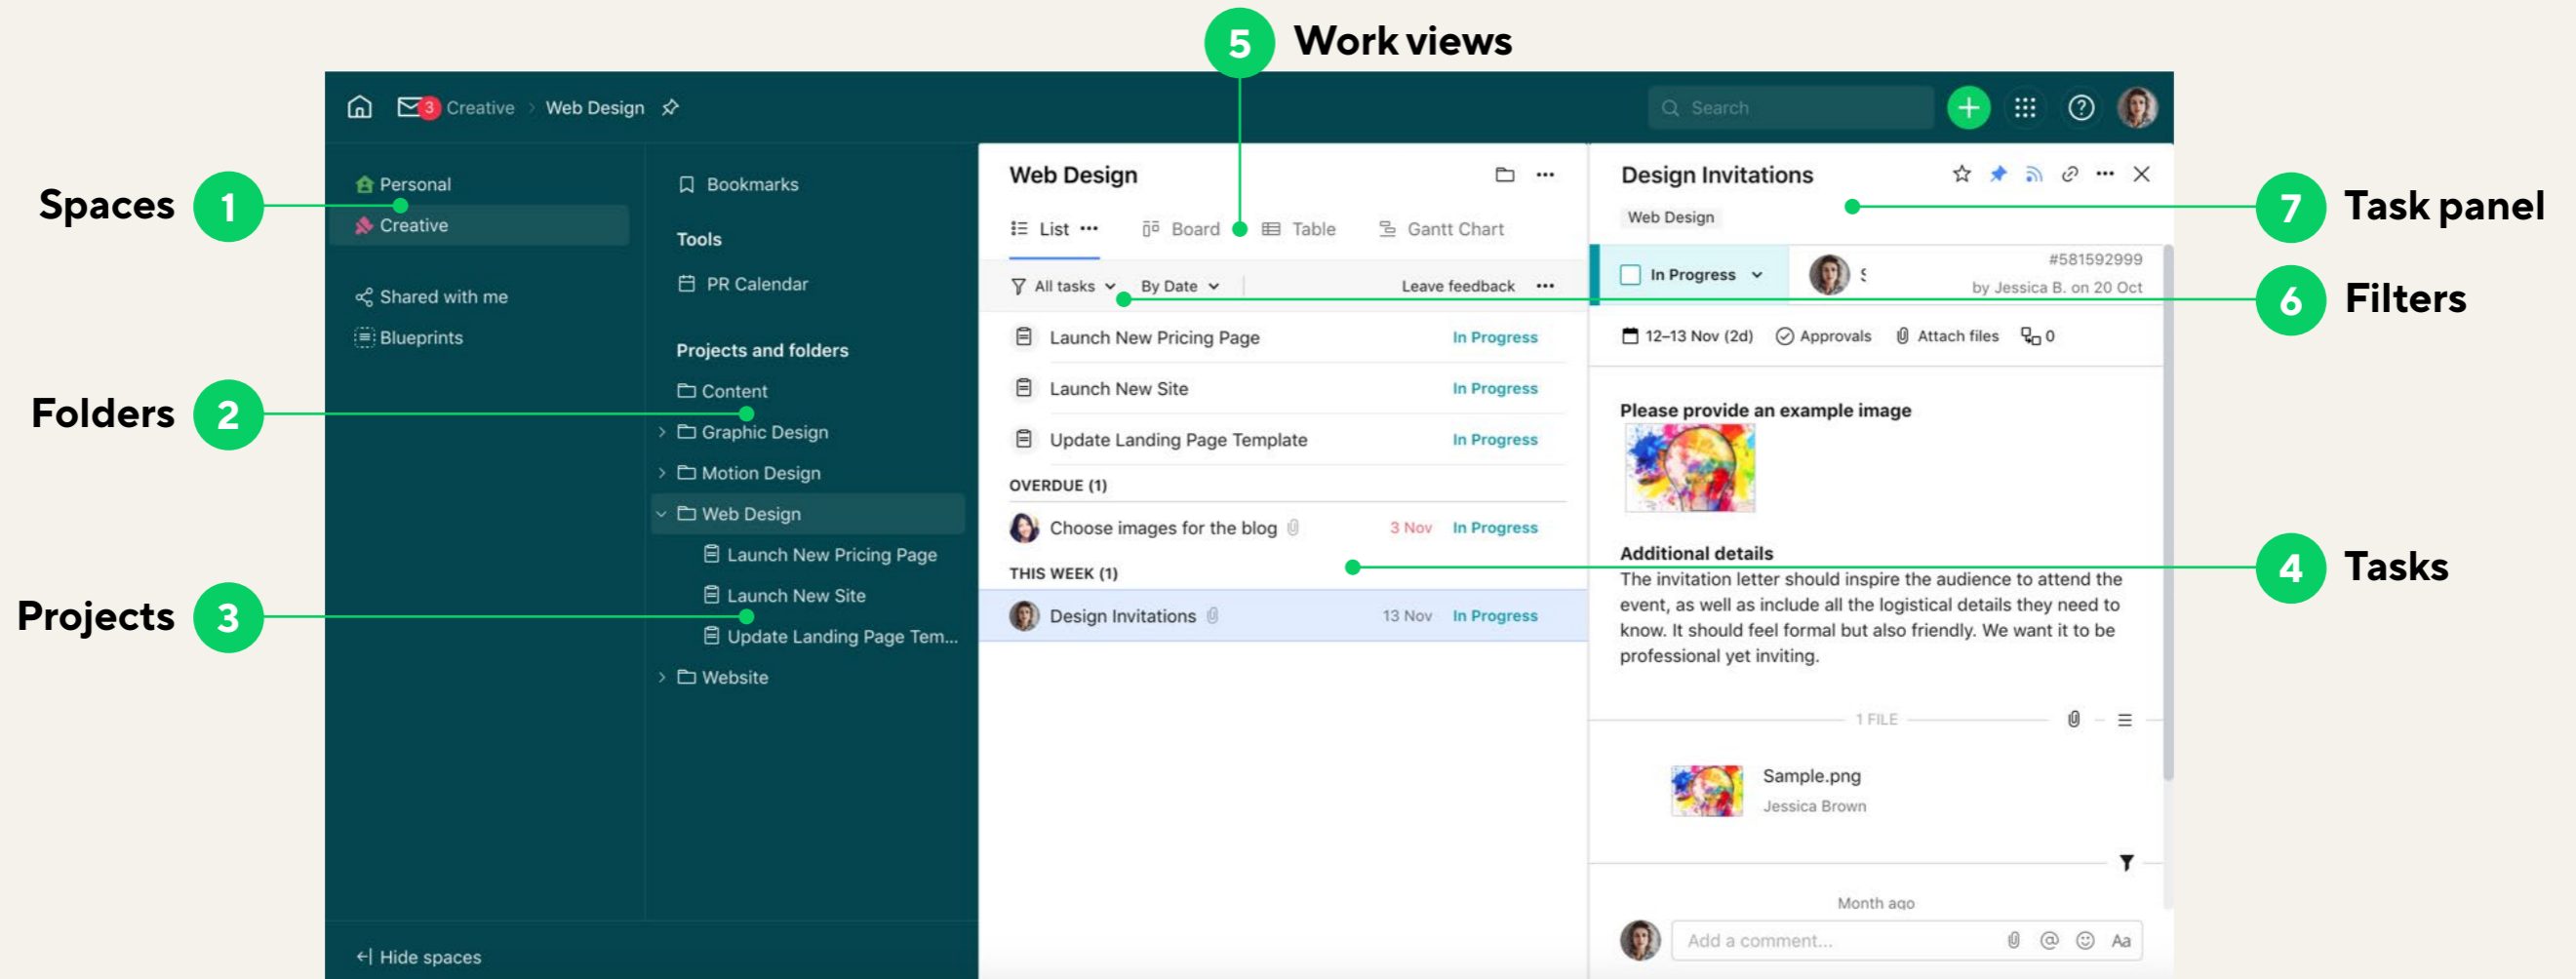 5 Work views
3 Creative > Web Design
Search
Spaces 1
Personal
Creative
Shared with me
Blueprints
Folders 2
Projects 3
Hide spaces
Bookmarks
Tools
PR Calendar
Projects and folders
Content
Graphic Design
Motion Design
Web Design
Launch New Pricing Page
Launch New Site
Update Landing Page Tem...
Website
Web Design
List Board Table Gantt Chart
All tasks By Date Leave feedback
Launch New Pricing Page In Progress
Launch New Site In Progress
Update Landing Page Template In Progress
OVERDUE (1)
Choose images for the blog 3 Nov In Progress
THIS WEEK (1)
Design Invitations 13 Nov In Progress
Design Invitations
Web Design
In Progress
#581592999
by Jessica B. on 20 Oct
12–13 Nov (2d) Approvals Attach files 0
Please provide an example image
Additional details
The invitation letter should inspire the audience to attend the
event, as well as include all the logistical details they need to
know. It should feel formal but also friendly. We want it to be
professional yet inviting.
1 FILE
Sample.png
Jessica Brown
Month ago
Add a comment... @ Aa
7 Task panel
6 Filters
4 Tasks